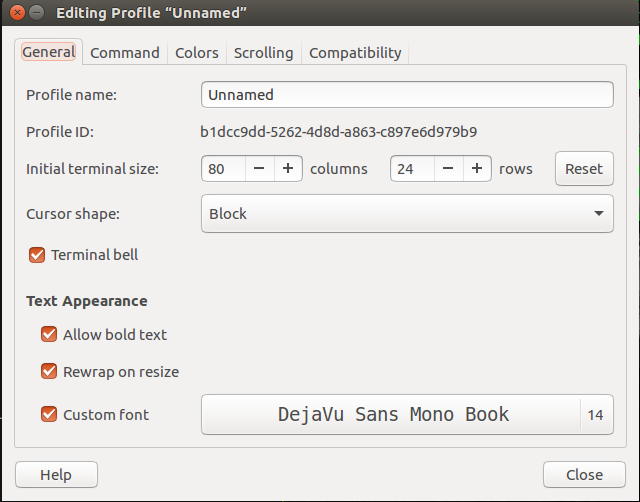 Editing Profile “Unnamed”
General Command Colors Scrolling Compatibility
Profile name: Unnamed
Profile ID: b1dcc9dd-5262-4d8d-a863-c897e6d979b9
Initial terminal size: 80 − + columns 24 − + rows Reset
Cursor shape: Block
Terminal bell
Text Appearance
Allow bold text
Rewrap on resize
Custom font DejaVu Sans Mono Book 14
Help Close